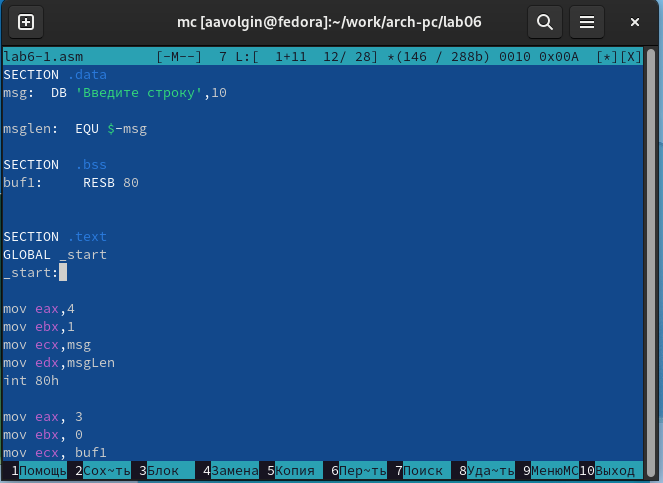 mc [aavolgin@fedora]:~/work/arch-pc/lab06
lab6-1.asm [-M--] 7 L:[ 1+11 12/ 28] *(146 / 288b) 0010 0x00A [*][X]
SECTION .data
msg: DB 'Введите строку',10
msglen: EQU $-msg
SECTION .bss
buf1: RESB 80
SECTION .text
GLOBAL _start
_start:
mov eax,4
mov ebx,1
mov ecx,msg
mov edx,msgLen
int 80h
mov eax, 3
mov ebx, 0
mov ecx, buf1
1Помощь 2Сох~ть 3Блок 4Замена 5Копия 6Пер~ть 7Поиск 8Уда~ть 9МенюMC 10Выход